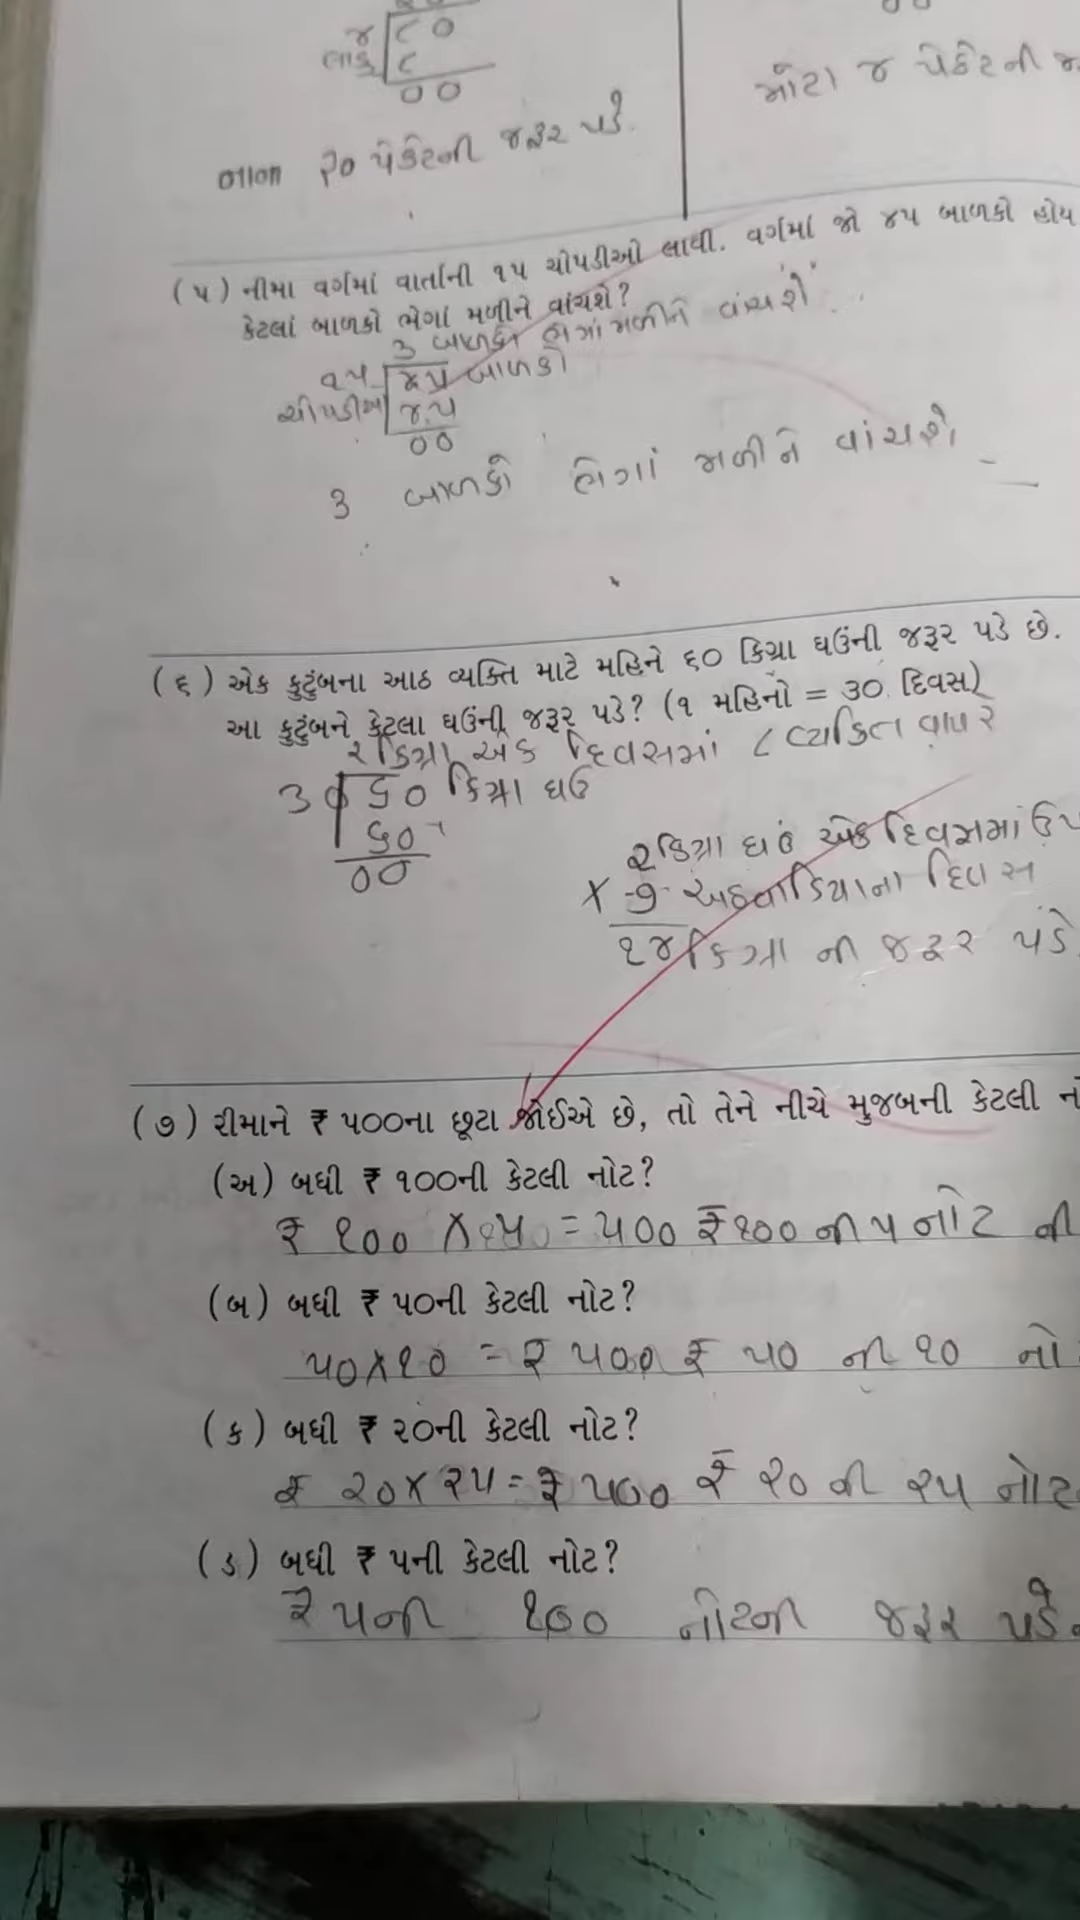 ૪ ૮૦
લાડુ ૮
૦૦
નાના ૨૦ પેકેટની જરૂર પડે.
મોટા ૪ પેકેટની
(૫) નીમા વર્ગમાં વાર્તાની ૧૫ ચોપડીઓ લાવી. વર્ગમાં જો ૪૫ બાળકો હોય
કેટલાં બાળકો ભેગાં મળીને વાંચશે?
૩ બાળકો ભેગાં મળીને વાંચશે
૧૫ ૪૫ બાળકો
ચોપડીઓ ૪૫
૦૦
૩ બાળકો ભેગાં મળીને વાંચશે
(૬) એક કુટુંબના આઠ વ્યક્તિ માટે મહિને ૬૦ કિગ્રા ઘઉંની જરૂર પડે છે.
આ કુટુંબને કેટલા ઘઉંની જરૂર પડે? (૧ મહિનો = ૩૦ દિવસ)
૨ કિગ્રા એક દિવસમાં ૮ વ્યકિત વાપરે
૩૦ ૬૦ કિગ્રા ઘઉ
૬૦
૦૦
૨ કિગ્રા ઘઉં એક દિવસમાં
× ૭ અઠવાડિયાના દિવસ
૧૪ કિગ્રા ની જરૂર પડે
(૭) રીમાને ₹ ૫૦૦ના છૂટા જોઈએ છે, તો તેને નીચે મુજબની કેટલી
(અ) બધી ₹ ૧૦૦ની કેટલી નોટ?
₹ ૧૦૦ × ૫ = ૫૦૦ ₹ ૧૦૦ ની ૫ નોટ ની
(બ) બધી ₹ ૫૦ની કેટલી નોટ?
૫૦×૧૦ = ₹ ૫૦૦ ₹ ૫૦ ની ૧૦ નો
(ક) બધી ₹ ૨૦ની કેટલી નોટ?
₹ ૨૦×૨૫ = ₹ ૫૦૦ ₹ ૨૦ ની ૨૫ નોટ
(ડ) બધી ₹ ૫ની કેટલી નોટ?
₹ ૫ની ૧૦૦ નોટની જરૂર પડે